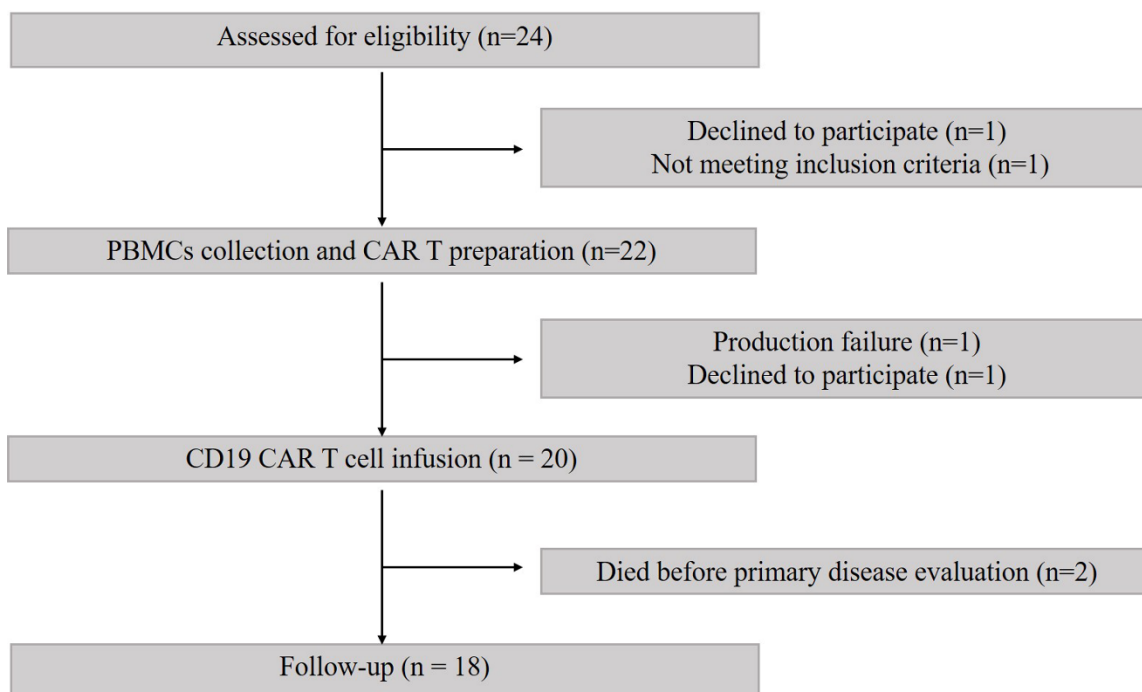 Assessed for eligibility (n=24)
Declined to participate (n=1)
Not meeting inclusion criteria (n=1)
PBMCs collection and CAR T preparation (n=22)
Production failure (n=1)
Declined to participate (n=1)
CD19 CAR T cell infusion (n = 20)
Died before primary disease evaluation (n=2)
Follow-up (n = 18)